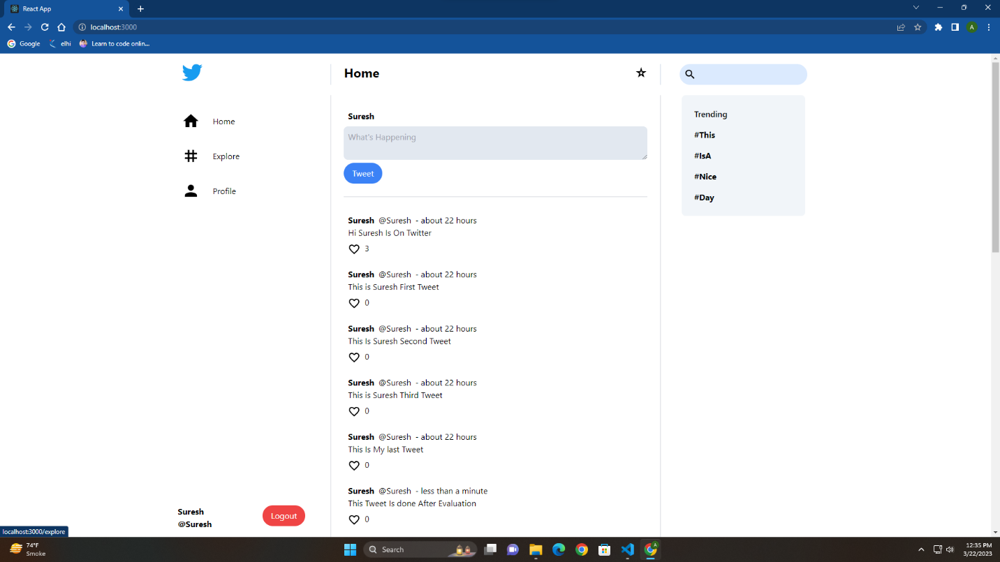 React App
localhost:3000
A
Google
elhi
Learn to code onlin...
Home
Home
Explore
Profile
Suresh
What's Happening
Tweet
Suresh @Suresh - about 22 hours
Hi Suresh Is On Twitter
3
Suresh @Suresh - about 22 hours
This is Suresh First Tweet
0
Suresh @Suresh - about 22 hours
This Is Suresh Second Tweet
0
Suresh @Suresh - about 22 hours
This is Suresh Third Tweet
0
Suresh @Suresh - about 22 hours
This Is My last Tweet
0
Suresh @Suresh - less than a minute
This Tweet Is done After Evaluation
0
Trending
#This
#IsA
#Nice
#Day
Suresh
@Suresh
Logout
localhost:3000/explore
74°F
Smoke
Search
A
12:35 PM
3/22/2023